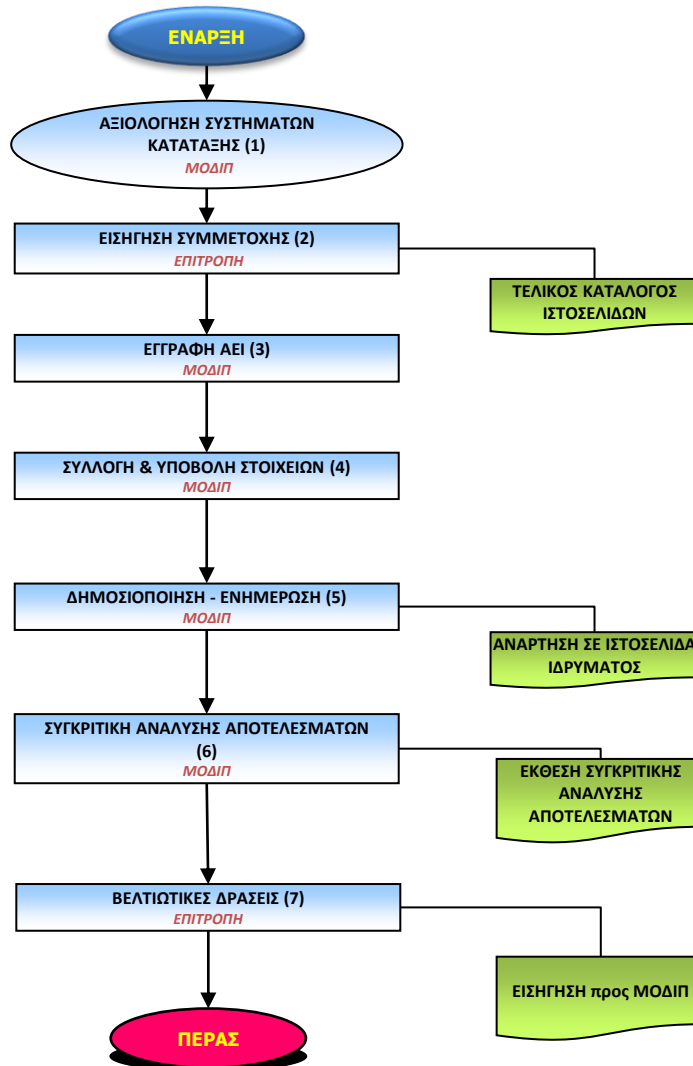 ΕΝΑΡΞΗ
ΑΞΙΟΛΟΓΗΣΗ ΣΥΣΤΗΜΑΤΩΝ
ΚΑΤΑΤΑΞΗΣ (1)
ΜΟΔΙΠ
ΕΙΣΗΓΗΣΗ ΣΥΜΜΕΤΟΧΗΣ (2)
ΕΠΙΤΡΟΠΗ
ΤΕΛΙΚΟΣ ΚΑΤΑΛΟΓΟΣ
ΙΣΤΟΣΕΛΙΔΩΝ
ΕΓΓΡΑΦΗ ΑΕΙ (3)
ΜΟΔΙΠ
ΣΥΛΛΟΓΗ & ΥΠΟΒΟΛΗ ΣΤΟΙΧΕΙΩΝ (4)
ΜΟΔΙΠ
ΔΗΜΟΣΙΟΠΟΙΗΣΗ - ΕΝΗΜΕΡΩΣΗ (5)
ΜΟΔΙΠ
ΑΝΑΡΤΗΣΗ ΣΕ ΙΣΤΟΣΕΛΙΔΑ
ΙΔΡΥΜΑΤΟΣ
ΣΥΓΚΡΙΤΙΚΗ ΑΝΑΛΥΣΗΣ ΑΠΟΤΕΛΕΣΜΑΤΩΝ
(6)
ΜΟΔΙΠ
ΕΚΘΕΣΗ ΣΥΓΚΡΙΤΙΚΗΣ
ΑΝΑΛΥΣΗΣ
ΑΠΟΤΕΛΕΣΜΑΤΩΝ
ΒΕΛΤΙΩΤΙΚΕΣ ΔΡΑΣΕΙΣ (7)
ΕΠΙΤΡΟΠΗ
ΕΙΣΗΓΗΣΗ προς ΜΟΔΙΠ
ΠΕΡΑΣ